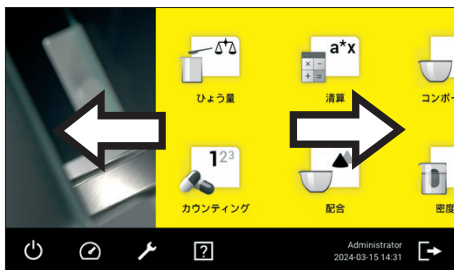 a*x
ひょう量
清算
コンポー
123
カウンティング
配合
密度
Administrator
2024-03-15 14:31